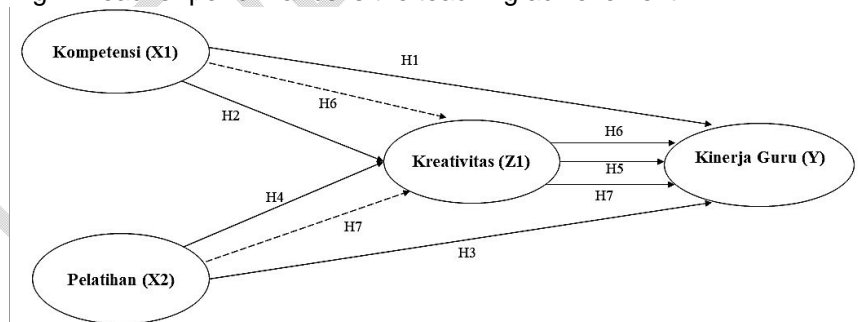 Kompetensi (X1)
H1
H6
H2
H6
Kreativitas (Z1)
Kinerja Guru (Y)
H5
H4
H7
H7
H3
Pelatihan (X2)